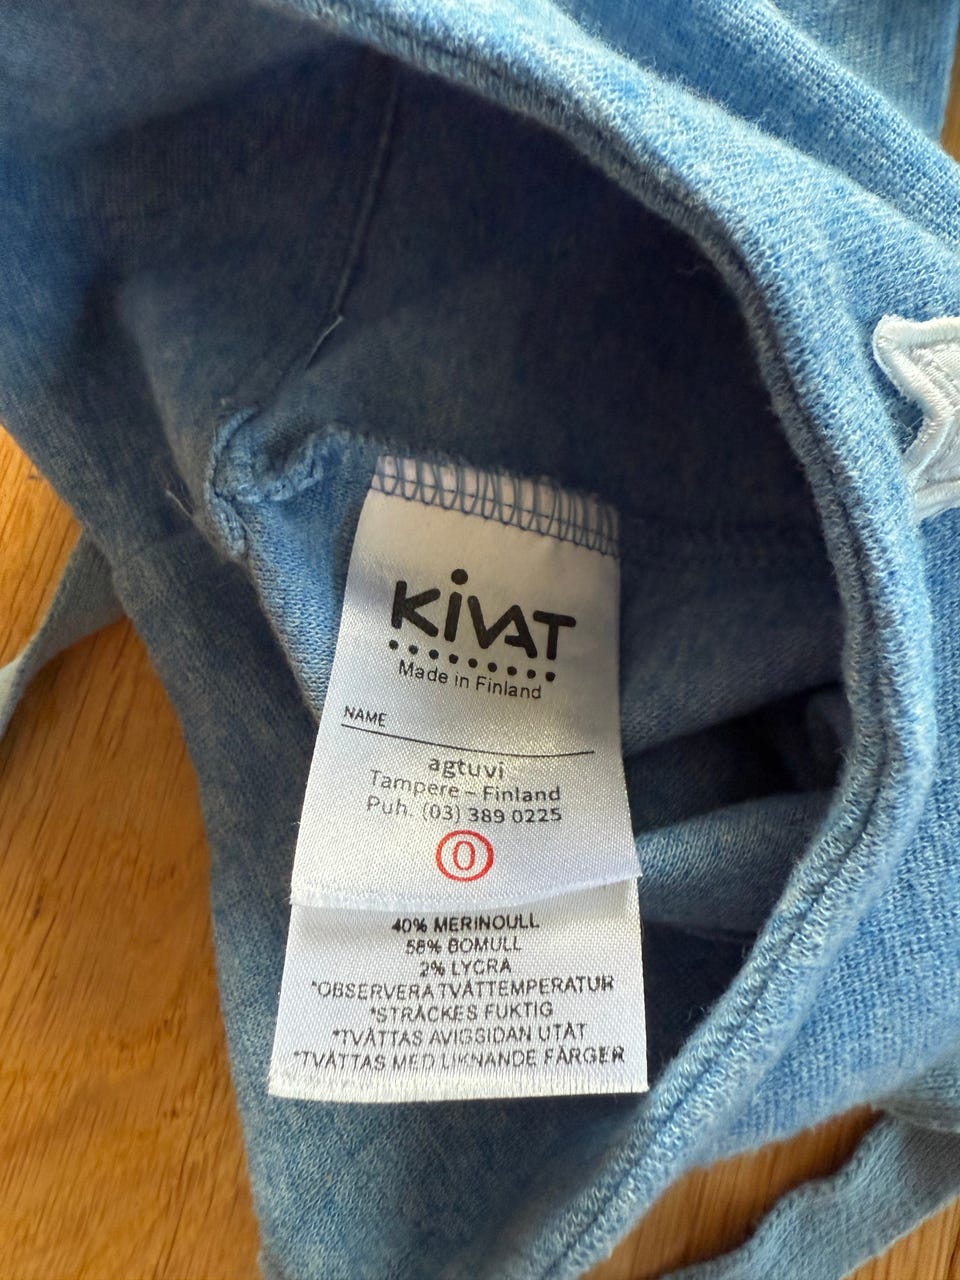 KIVAT
Made in Finland
NAME
agtuvi
Tampere – Finland
Puh. (03) 389 0225
0
40% MERINOULL
58% BOMULL
2% LYCRA
*OBSERVERA TVÄTTEMPERATUR
*STRÄCKES FUKTIG
*TVÄTTAS AVIGSIDAN UTÅT
*TVÄTTAS MED LIKNANDE FÄRGER